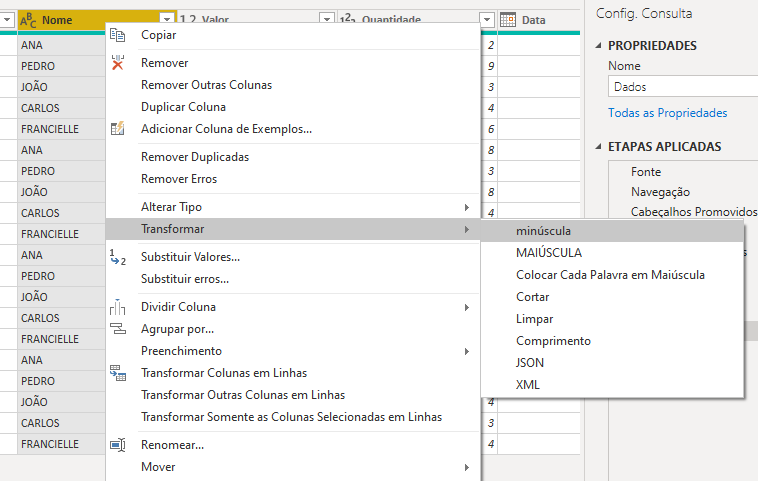 ABC Nome
1.2 Valor
123 Quantidade
Data
ANA
PEDRO
JOÃO
CARLOS
FRANCIELLE
ANA
PEDRO
JOÃO
CARLOS
FRANCIELLE
ANA
PEDRO
JOÃO
CARLOS
FRANCIELLE
ANA
PEDRO
JOÃO
CARLOS
FRANCIELLE
2
9
3
4
6
8
3
8
4
4
3
4
Copiar
Remover
Remover Outras Colunas
Duplicar Coluna
Adicionar Coluna de Exemplos...
Remover Duplicadas
Remover Erros
Alterar Tipo
Transformar
Substituir Valores...
Substituir erros...
Dividir Coluna
Agrupar por...
Preenchimento
Transformar Colunas em Linhas
Transformar Outras Colunas em Linhas
Transformar Somente as Colunas Selecionadas em Linhas
Renomear...
Mover
minúscula
MAIÚSCULA
Colocar Cada Palavra em Maiúscula
Cortar
Limpar
Comprimento
JSON
XML
Config. Consulta
PROPRIEDADES
Nome
Dados
Todas as Propriedades
ETAPAS APLICADAS
Fonte
Navegação
Cabeçalhos Promovidos